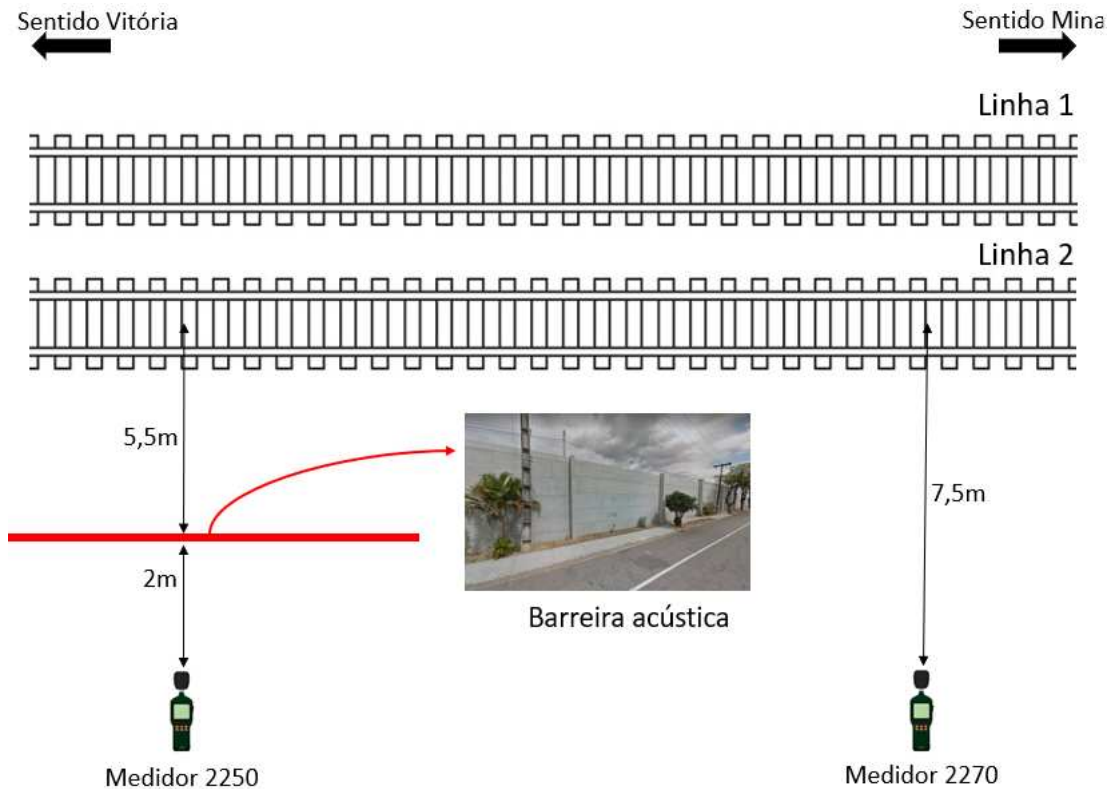 Sentido Vitória
Sentido Mina
Linha 1
Linha 2
5,5m
7,5m
2m
Barreira acústica
Medidor 2250
Medidor 2270